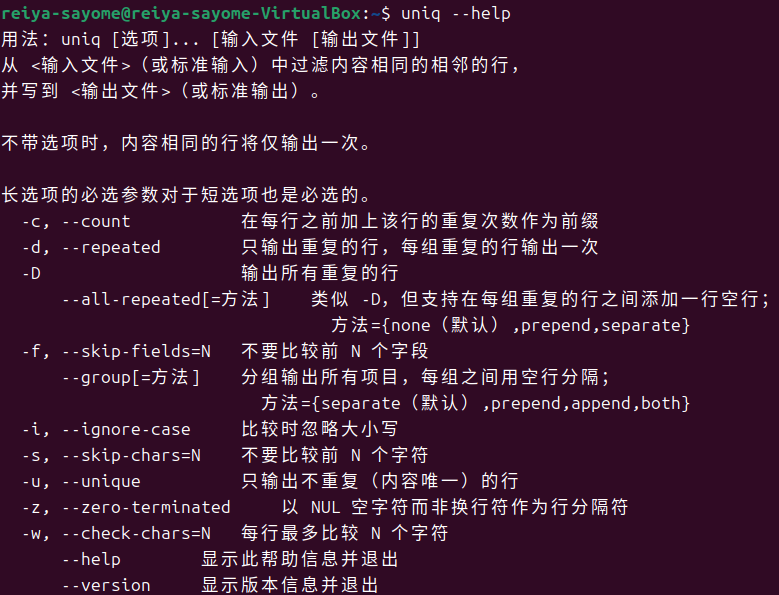 reiya-sayome@reiya-sayome-VirtualBox:~$ uniq --help
用法：uniq [选项]... [输入文件 [输出文件]]
从 <输入文件>（或标准输入）中过滤内容相同的相邻的行，
并写到 <输出文件>（或标准输出）。

不带选项时，内容相同的行将仅输出一次。

长选项的必选参数对于短选项也是必选的。
  -c, --count           在每行之前加上该行的重复次数作为前缀
  -d, --repeated        只输出重复的行，每组重复的行输出一次
  -D                    输出所有重复的行
      --all-repeated[=方法]    类似 -D，但支持在每组重复的行之间添加一行空行；
                                 方法={none（默认）,prepend,separate}
  -f, --skip-fields=N   不要比较前 N 个字段
      --group[=方法]    分组输出所有项目，每组之间用空行分隔；
                          方法={separate（默认）,prepend,append,both}
  -i, --ignore-case     比较时忽略大小写
  -s, --skip-chars=N    不要比较前 N 个字符
  -u, --unique          只输出不重复（内容唯一）的行
  -z, --zero-terminated     以 NUL 空字符而非换行符作为行分隔符
  -w, --check-chars=N   每行最多比较 N 个字符
      --help        显示此帮助信息并退出
      --version     显示版本信息并退出